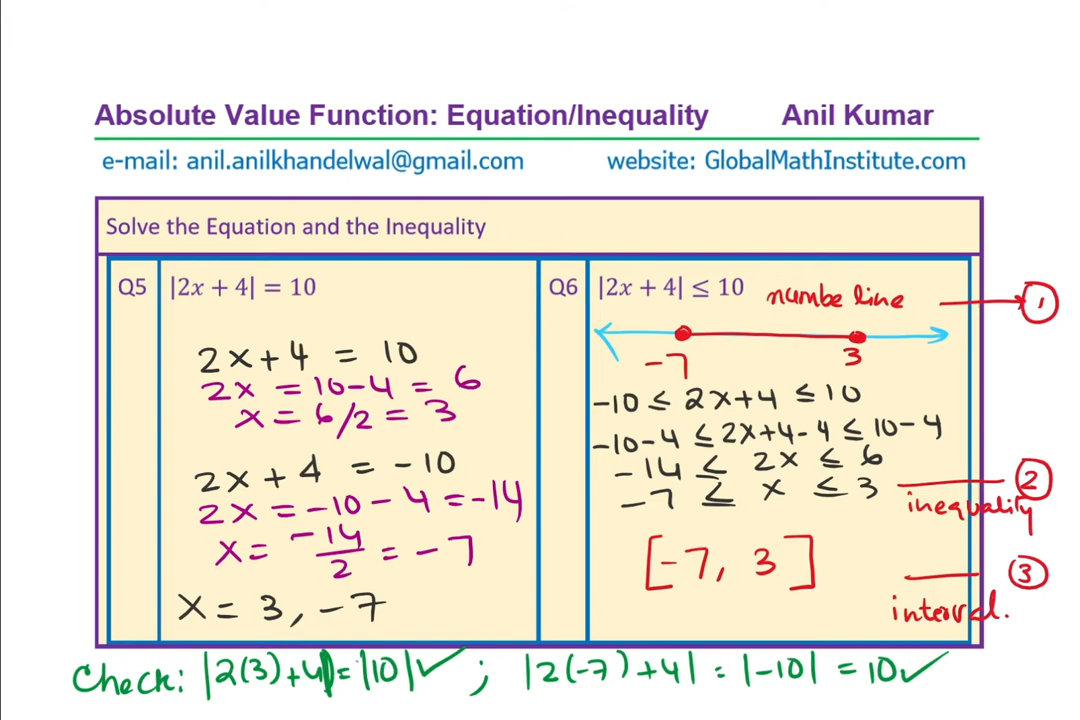 Absolute Value Function: Equation/Inequality Anil Kumar
e-mail: anil.anilkhandelwal@gmail.com website: GlobalMathInstitute.com
Solve the Equation and the Inequality
Q5 |2x + 4| = 10
2x + 4 = 10
2x = 10 - 4 = 6
x = 6/2 = 3
2x + 4 = -10
2x = -10 - 4 = -14
x = -14/2 = -7
x = 3, -7
Q6 |2x + 4| ≤ 10
numbe line ①
-7 3
-10 ≤ 2x+4 ≤ 10
-10-4 ≤ 2x+4-4 ≤ 10-4
-14 ≤ 2x ≤ 6
-7 ≤ x ≤ 3 ②
inequality
[-7, 3] ③
interval.
Check: |2(3)+4| = |10| ✓ ; |2(-7)+4| = |-10| = 10 ✓